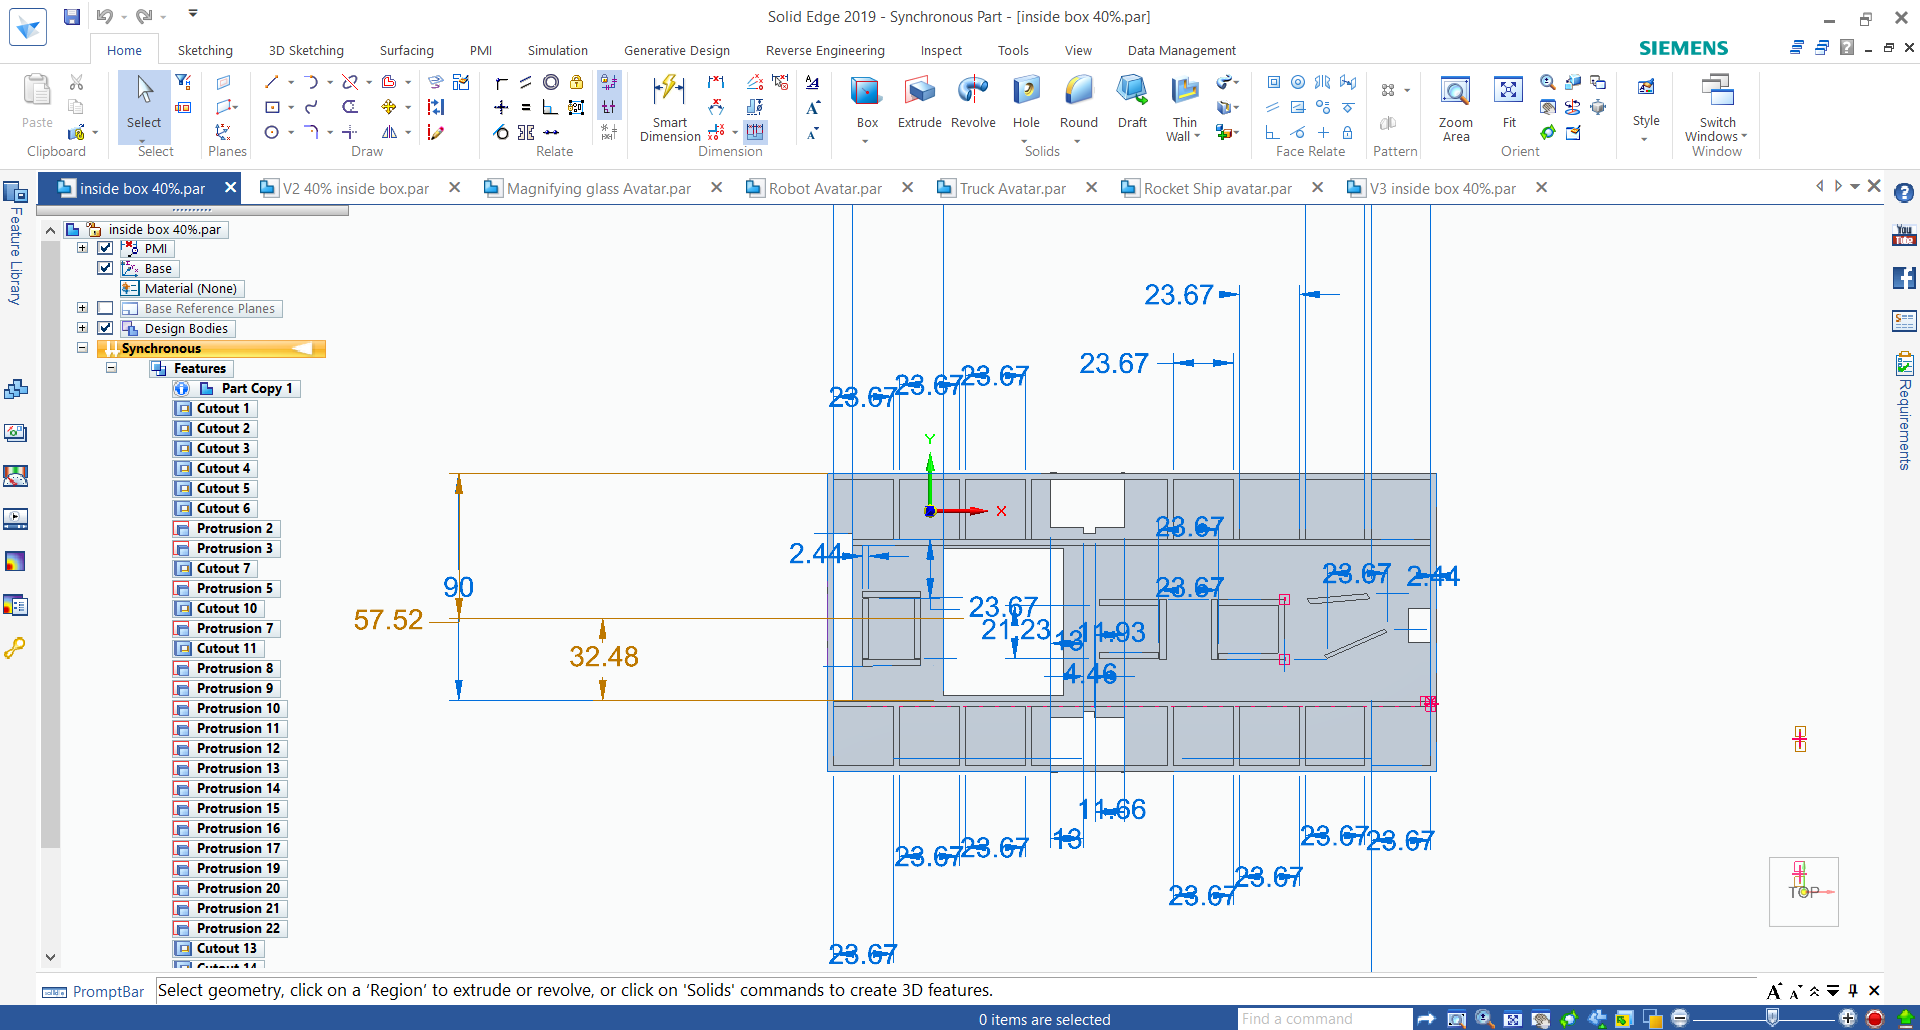 Solid Edge 2019 - Synchronous Part - [inside box 40%.par]
Home Sketching 3D Sketching Surfacing PMI Simulation Generative Design Reverse Engineering Inspect Tools View Data Management
SIEMENS
Paste
Clipboard
Select
Select
Planes
Draw
Relate
Smart Dimension
Dimension
Box Extrude Revolve Hole Round Draft Thin Wall
Solids
Face Relate
Pattern
Zoom Area Fit
Orient
Style
Switch Windows
Window
inside box 40%.par
V2 40% inside box.par
Magnifying glass Avatar.par
Robot Avatar.par
Truck Avatar.par
Rocket Ship avatar.par
V3 inside box 40%.par
Feature Library
You Tube
Requirements
inside box 40%.par
PMI
Base
Material (None)
Base Reference Planes
Design Bodies
Synchronous
Features
Part Copy 1
Cutout 1
Cutout 2
Cutout 3
Cutout 4
Cutout 5
Cutout 6
Protrusion 2
Protrusion 3
Cutout 7
Protrusion 5
Cutout 10
Protrusion 7
Cutout 11
Protrusion 8
Protrusion 9
Protrusion 10
Protrusion 11
Protrusion 12
Protrusion 13
Protrusion 14
Protrusion 15
Protrusion 16
Protrusion 17
Protrusion 19
Protrusion 20
Protrusion 21
Protrusion 22
Cutout 13
Cutout 14
23.67
23.67
23.67
23.67
23.67
Y
X
23.67
2.44
23.67
2.44
90
23.67
23.67
57.52
21.23
13
11.93
32.48
4.46
11.66
13
23.67
23.67
23.67
23.67
23.67
23.67
23.67
TOP
PromptBar
Select geometry, click on a ‘Region’ to extrude or revolve, or click on 'Solids' commands to create 3D features.
0 items are selected
Find a command